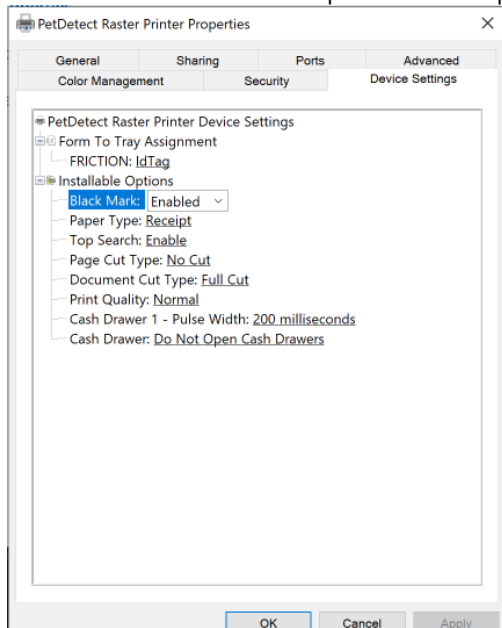 PetDetect Raster Printer Properties
General Sharing Ports Advanced
Color Management Security Device Settings
PetDetect Raster Printer Device Settings
Form To Tray Assignment
FRICTION: IdTag
Installable Options
Black Mark: Enabled
Paper Type: Receipt
Top Search: Enable
Page Cut Type: No Cut
Document Cut Type: Full Cut
Print Quality: Normal
Cash Drawer 1 - Pulse Width: 200 milliseconds
Cash Drawer: Do Not Open Cash Drawers
OK Cancel Apply